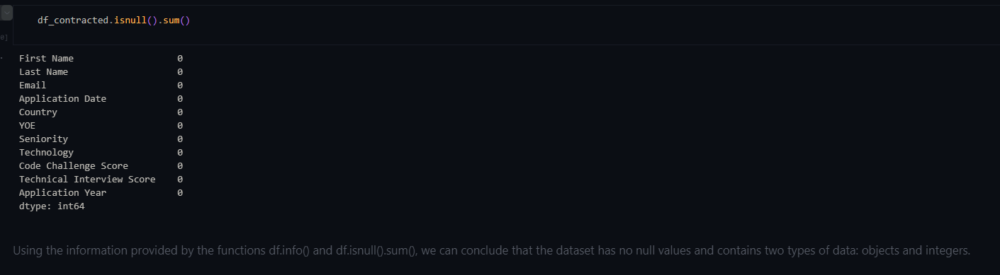 df_contracted.isnull().sum()
0]
First Name 0
Last Name 0
Email 0
Application Date 0
Country 0
YOE 0
Seniority 0
Technology 0
Code Challenge Score 0
Technical Interview Score 0
Application Year 0
dtype: int64
Using the information provided by the functions df.info() and df.isnull().sum(), we can conclude that the dataset has no null values and contains two types of data: objects and integers.